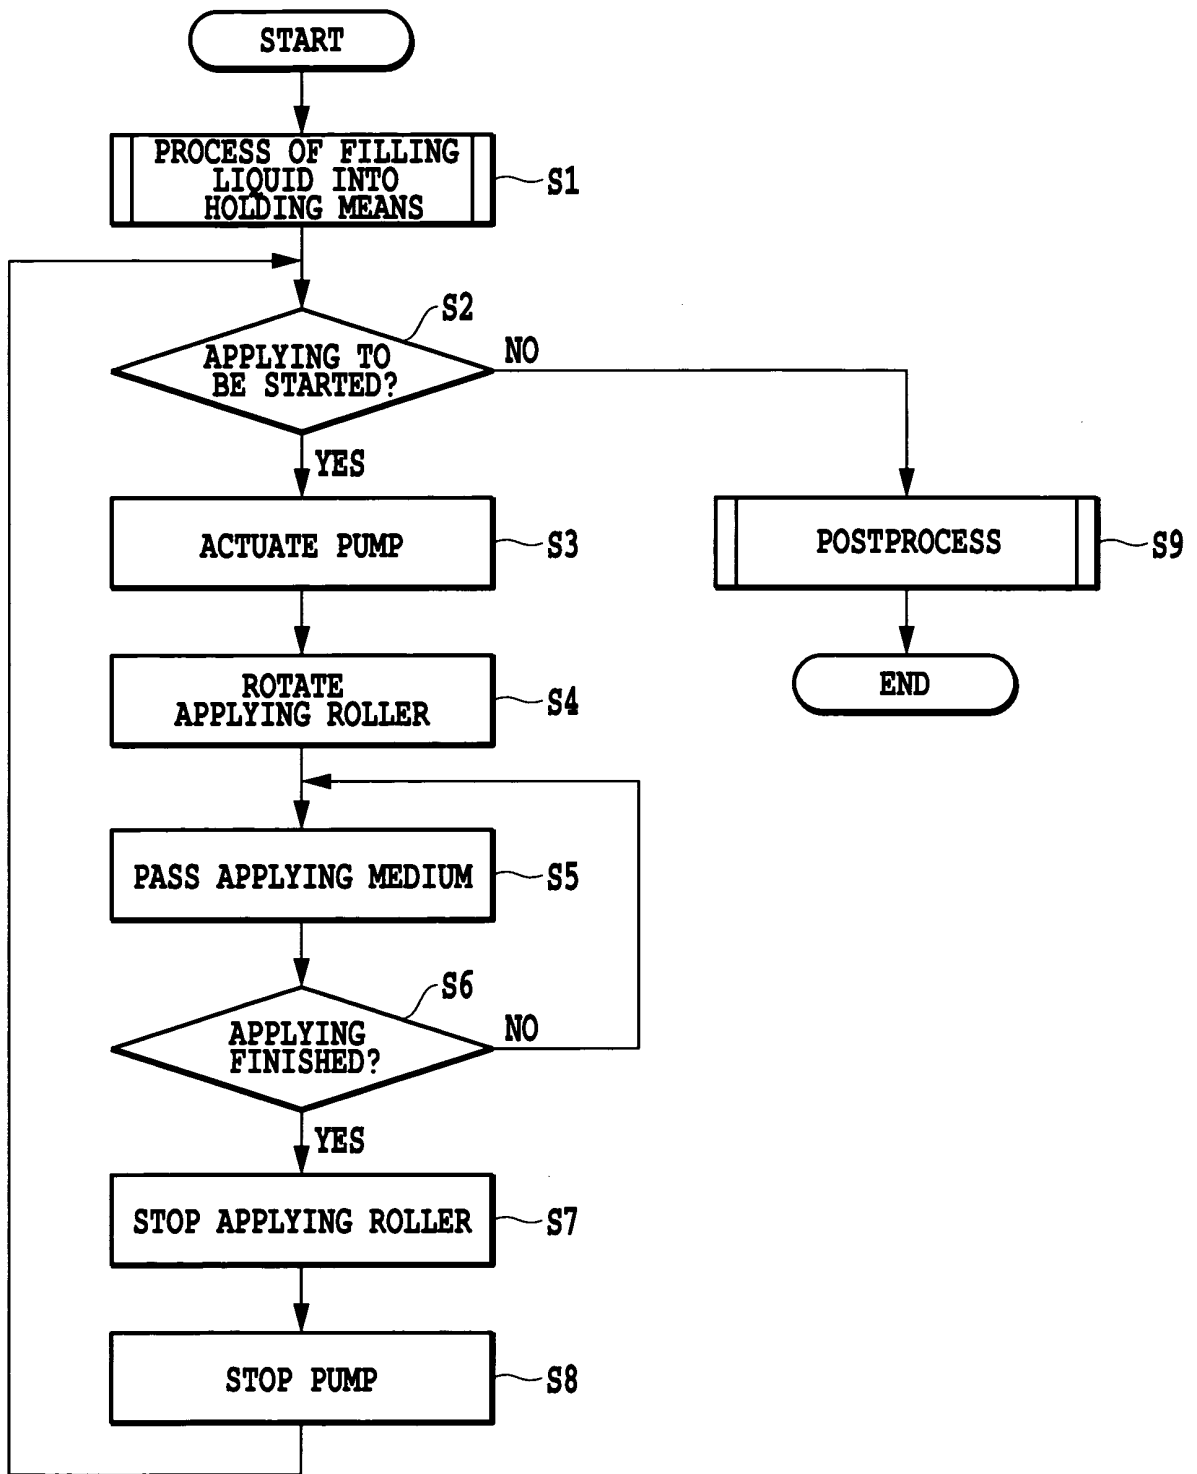 START
PROCESS OF FILLING
LIQUID INTO
HOLDING MEANS
S1
S2
APPLYING TO
BE STARTED?
NO
YES
ACTUATE PUMP
S3
POSTPROCESS
S9
ROTATE
APPLYING ROLLER
S4
END
PASS APPLYING MEDIUM
S5
S6
APPLYING
FINISHED?
NO
YES
STOP APPLYING ROLLER
S7
STOP PUMP
S8